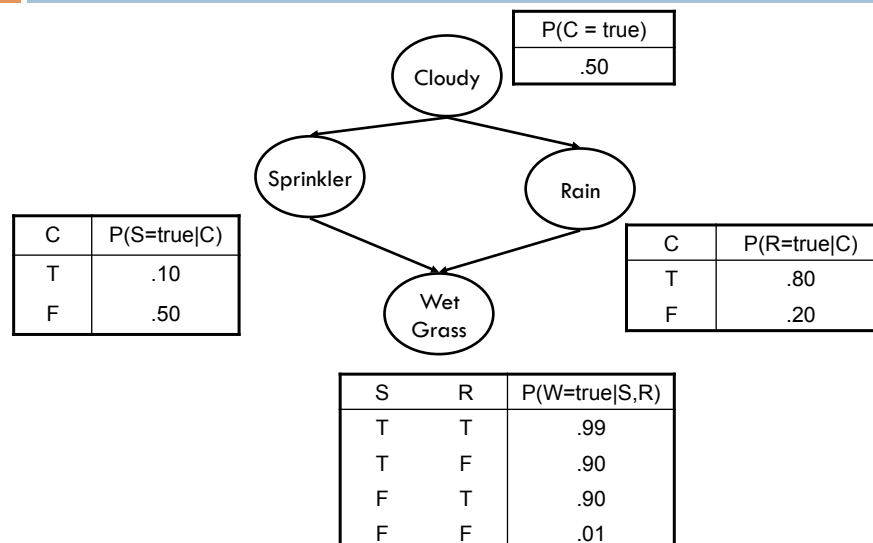 P(C = true)
.50
Cloudy
Sprinkler
Rain
C P(S=true|C)
T .10
F .50
C P(R=true|C)
T .80
F .20
Wet
Grass
S R P(W=true|S,R)
T T .99
T F .90
F T .90
F F .01